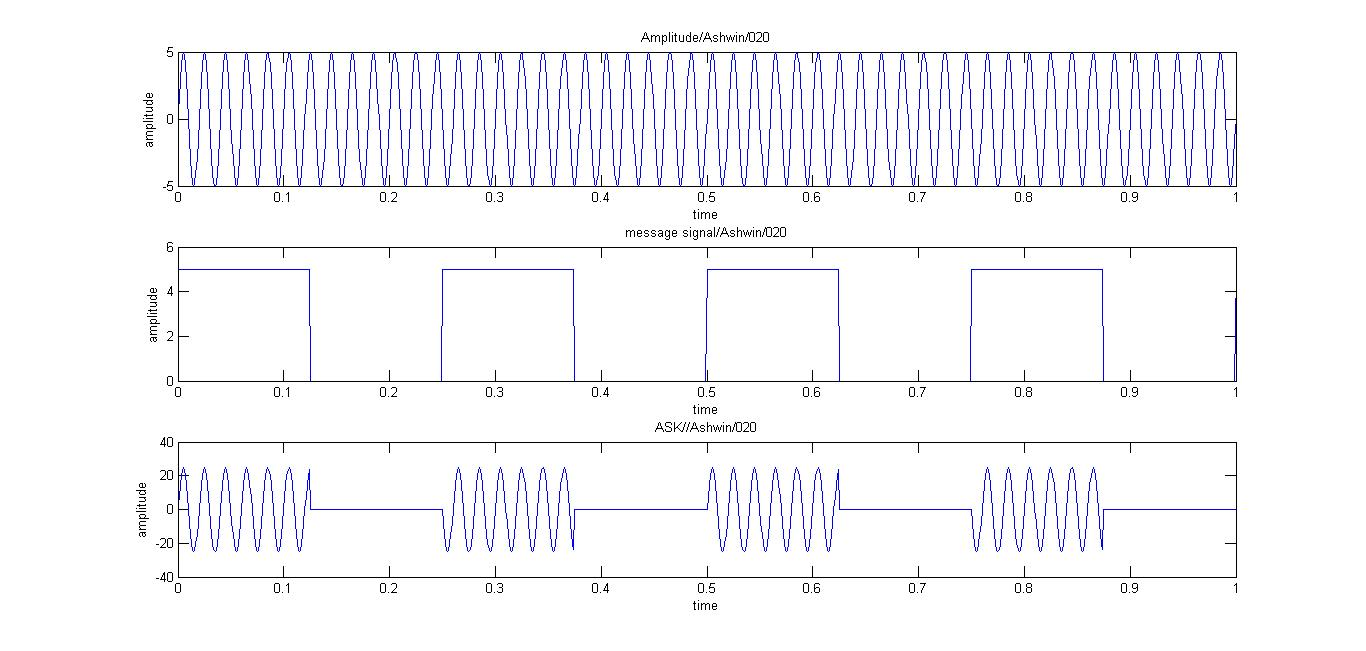 Amplitude/Ashwin/020
amplitude
5
0
-5
0 0.1 0.2 0.3 0.4 0.5 0.6 0.7 0.8 0.9 1
time
message signal/Ashwin/020
amplitude
6
4
2
0
0 0.1 0.2 0.3 0.4 0.5 0.6 0.7 0.8 0.9 1
time
ASK//Ashwin/020
amplitude
40
20
0
-20
-40
0 0.1 0.2 0.3 0.4 0.5 0.6 0.7 0.8 0.9 1
time